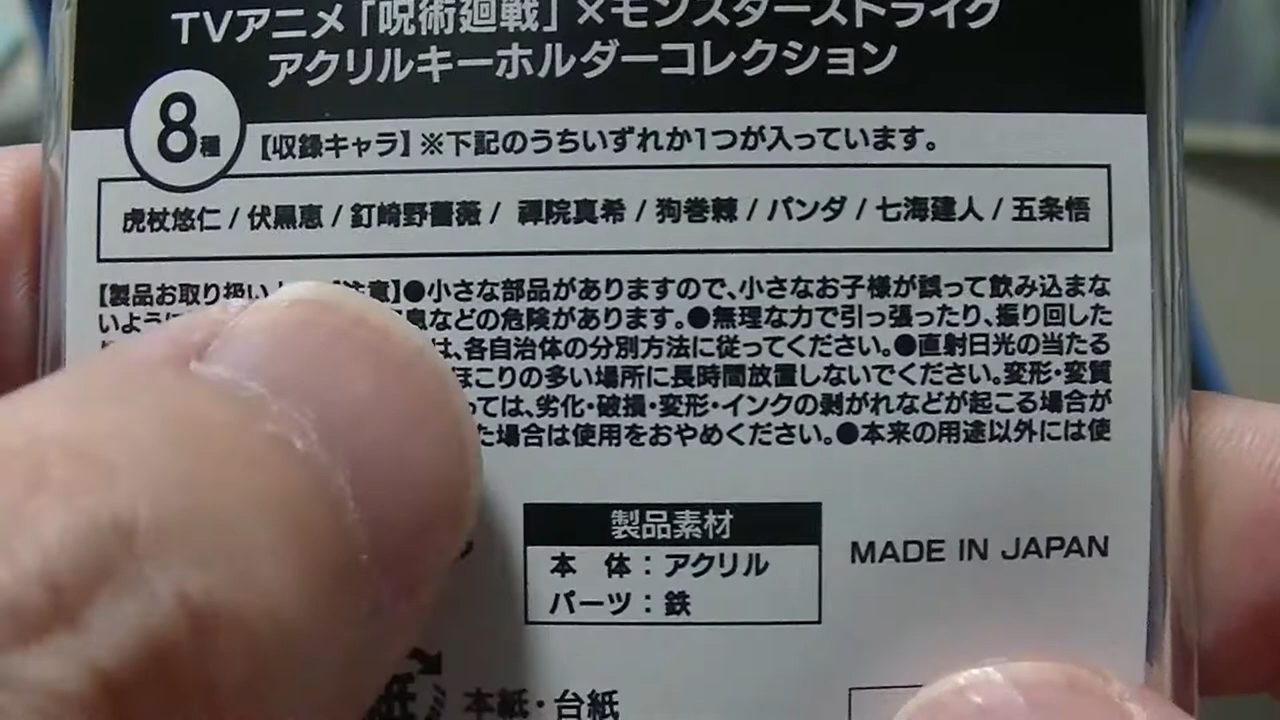 TVアニメ「呪術廻戦」×モンスターストライク
アクリルキーホルダーコレクション
8種
【収録キャラ】※下記のうちいずれか1つが入っています。
虎杖悠仁 / 伏黒恵 / 釘崎野薔薇 / 禪院真希 / 狗巻棘 / パンダ / 七海建人 / 五条悟
【製品お取り扱い 注意】●小さな部品がありますので、小さなお子様が誤って飲み込まな
いように 息などの危険があります。●無理な力で引っ張ったり、振り回した
は、各自治体の分別方法に従ってください。●直射日光の当たる
ほこりの多い場所に長時間放置しないでください。変形・変質
っては、劣化・破損・変形・インクの剥がれなどが起こる場合が
た場合は使用をおやめください。●本来の用途以外には使
製品素材
本 体：アクリル
パーツ：鉄
MADE IN JAPAN
本紙・台紙